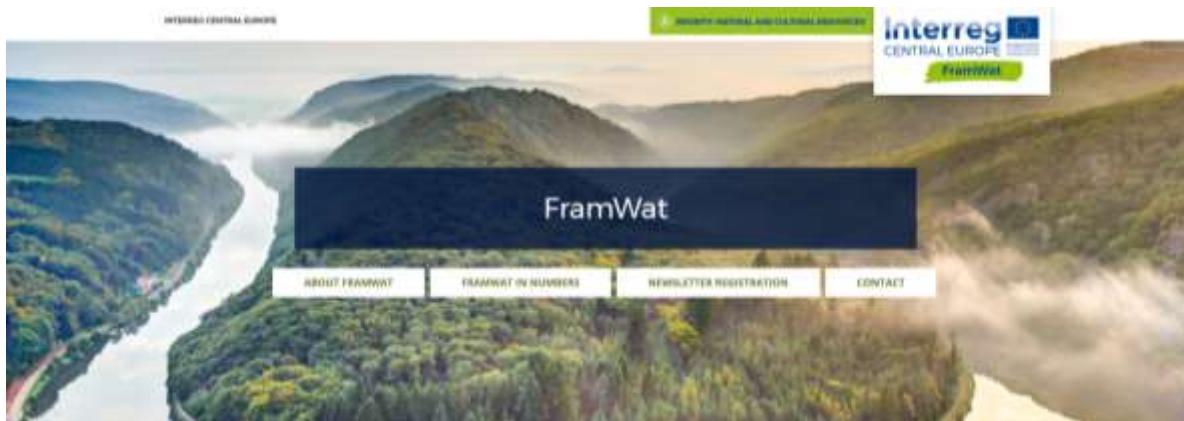 INTERREG CENTRAL EUROPE
PRIORITY: NATURAL AND CULTURAL RESOURCES
Interreg
CENTRAL EUROPE
FramWat
FramWat
ABOUT FRAMWAT
FRAMWAT IN NUMBERS
NEWSLETTER REGISTRATION
CONTACT